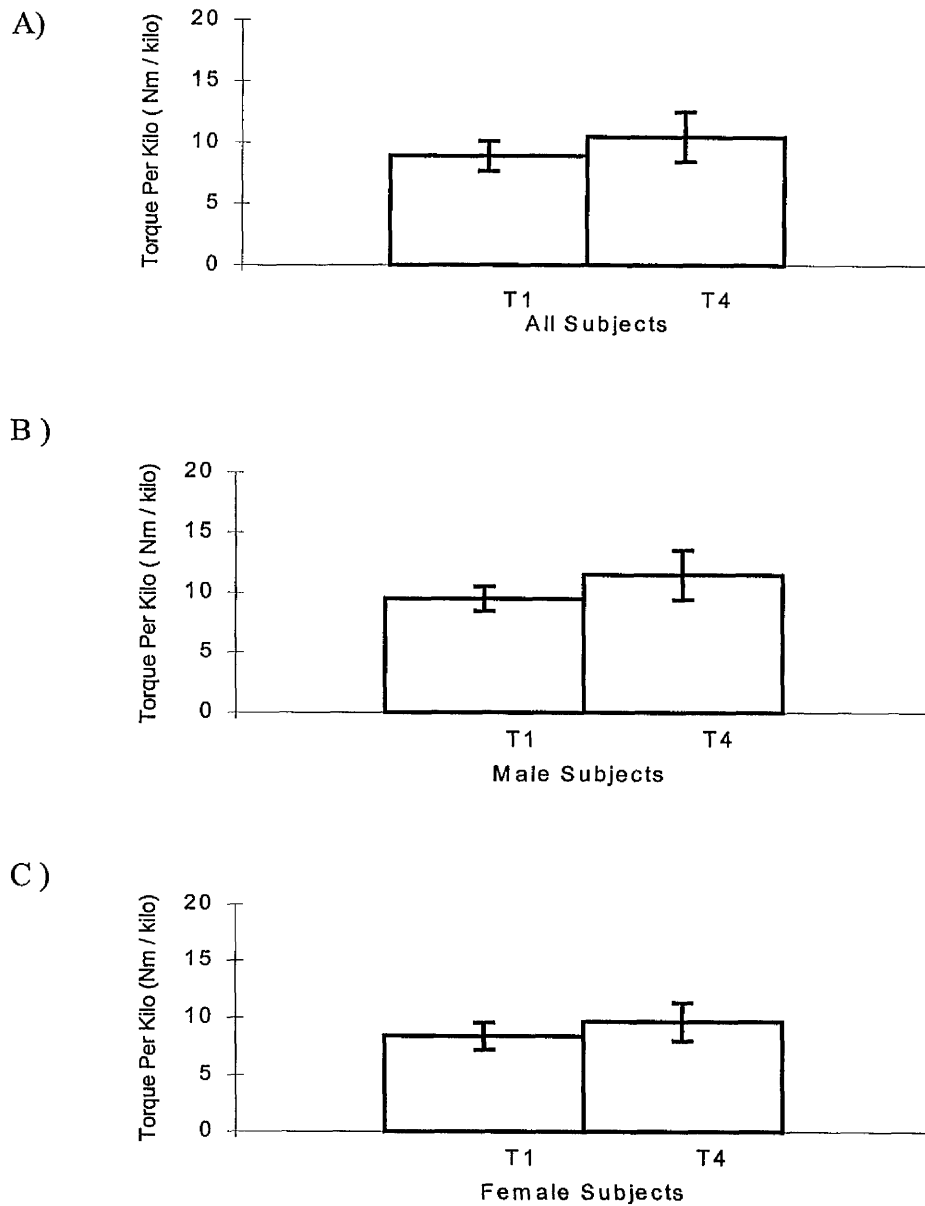 A)
Torque Per Kilo ( Nm / kilo)
20
15
10
5
0
T1 T4
All Subjects
B )
Torque Per Kilo ( Nm / kilo)
20
15
10
5
0
T1 T4
Male Subjects
C )
Torque Per Kilo (Nm / kilo)
20
15
10
5
0
T1 T4
Female Subjects